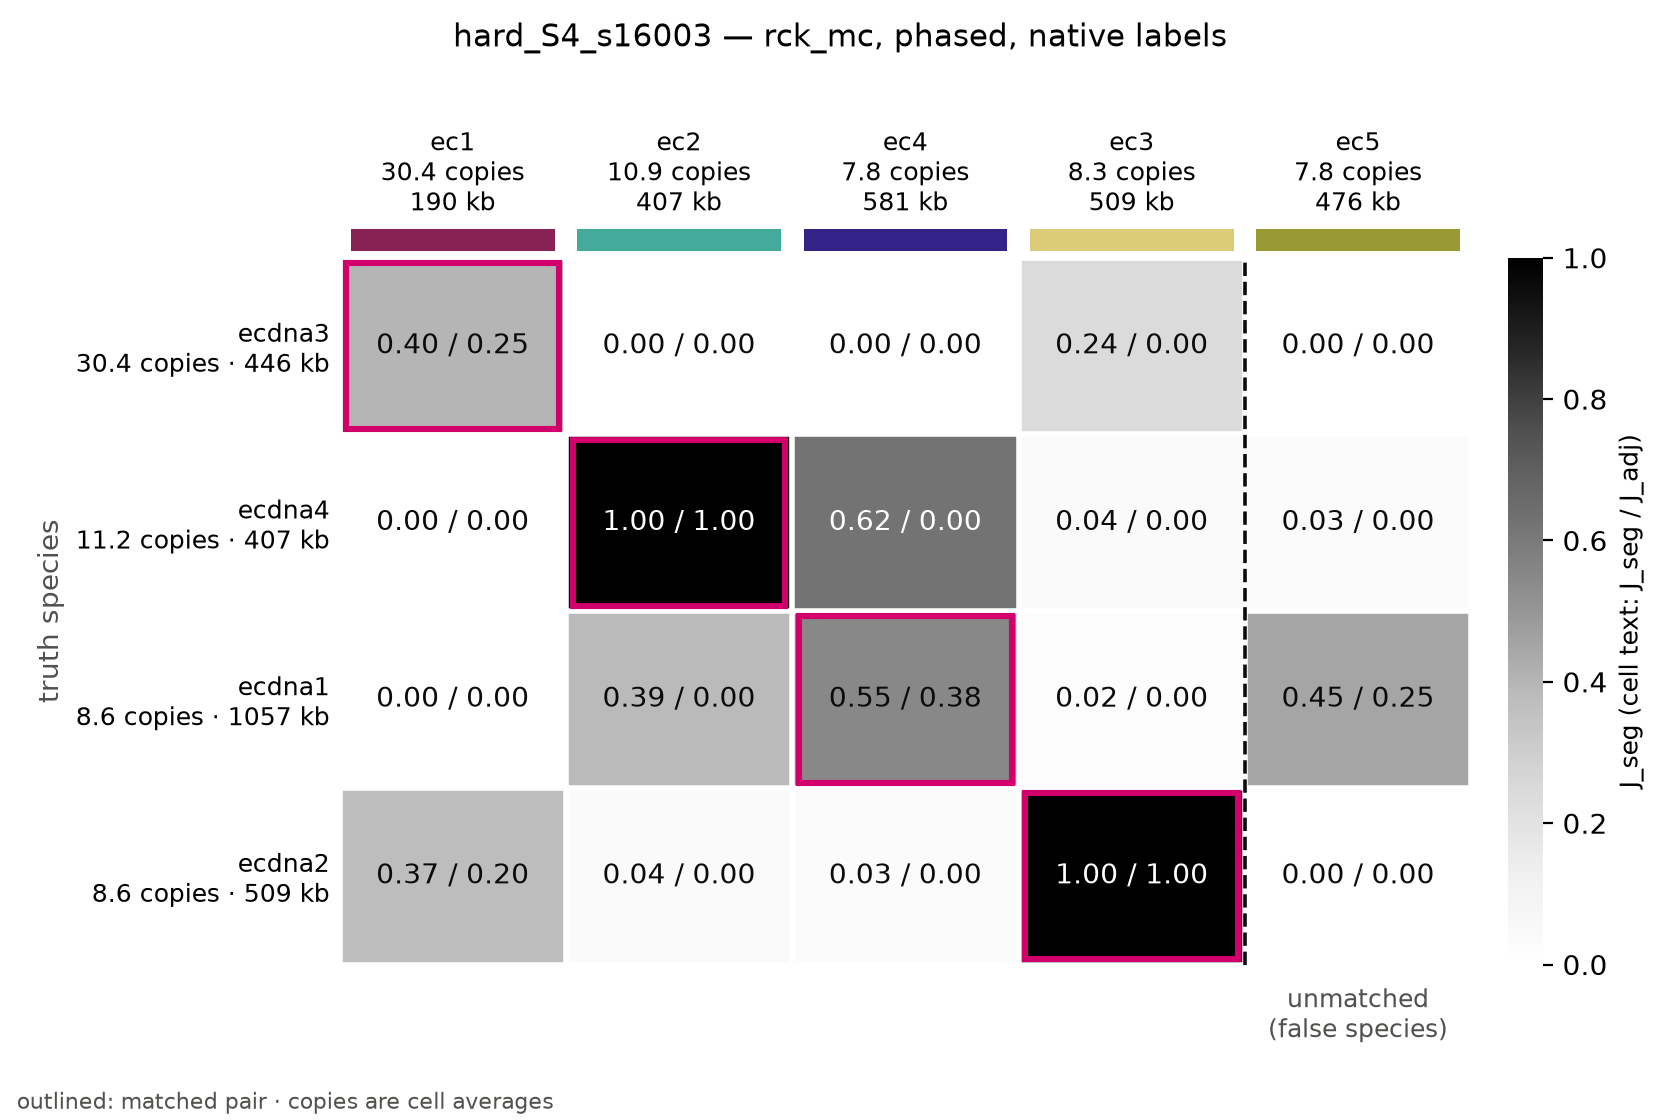 hard_S4_s16003 — rck_mc, phased, native labels
ec1
30.4 copies
190 kb
ec2
10.9 copies
407 kb
ec4
7.8 copies
581 kb
ec3
8.3 copies
509 kb
ec5
7.8 copies
476 kb
truth species
ecdna3
30.4 copies · 446 kb
0.40 / 0.25
0.00 / 0.00
0.00 / 0.00
0.24 / 0.00
0.00 / 0.00
ecdna4
11.2 copies · 407 kb
0.00 / 0.00
1.00 / 1.00
0.62 / 0.00
0.04 / 0.00
0.03 / 0.00
ecdna1
8.6 copies · 1057 kb
0.00 / 0.00
0.39 / 0.00
0.55 / 0.38
0.02 / 0.00
0.45 / 0.25
ecdna2
8.6 copies · 509 kb
0.37 / 0.20
0.04 / 0.00
0.03 / 0.00
1.00 / 1.00
0.00 / 0.00
unmatched
(false species)
1.0
0.8
0.6
0.4
0.2
0.0
J_seg (cell text: J_seg / J_adj)
outlined: matched pair · copies are cell averages